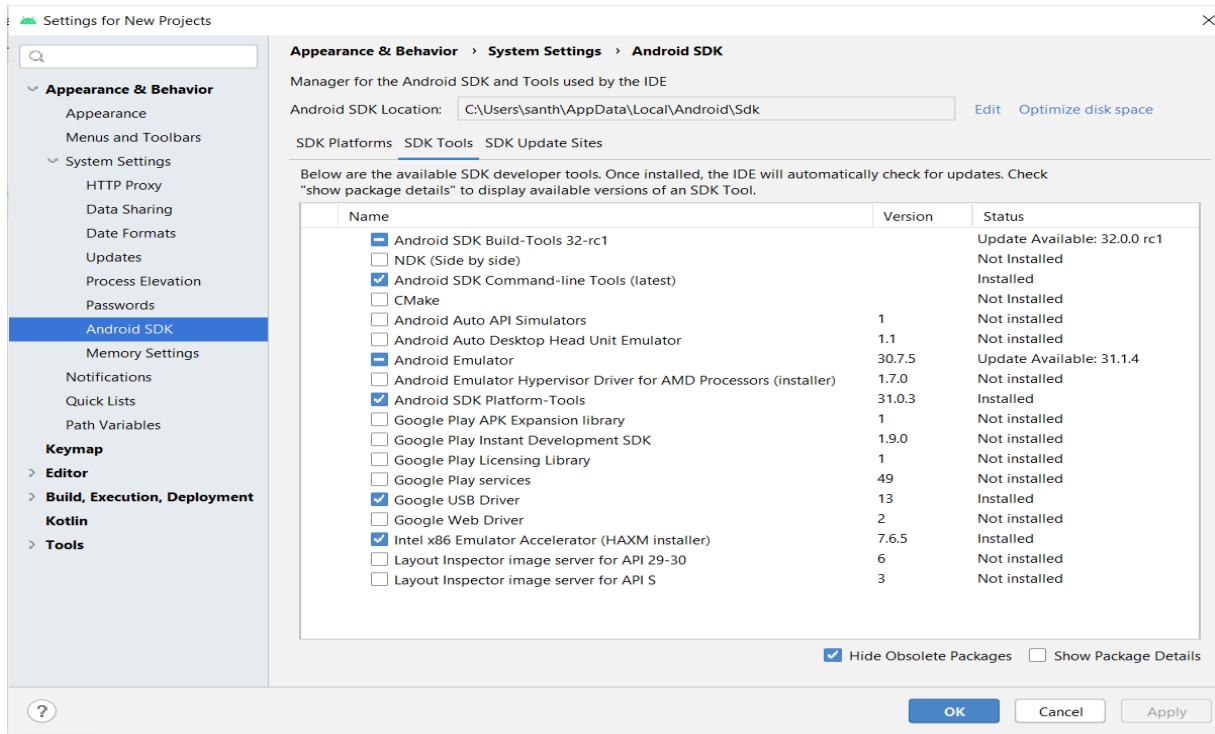 Settings for New Projects
Appearance & Behavior
Appearance
Menus and Toolbars
System Settings
HTTP Proxy
Data Sharing
Date Formats
Updates
Process Elevation
Passwords
Android SDK
Memory Settings
Notifications
Quick Lists
Path Variables
Keymap
Editor
Build, Execution, Deployment
Kotlin
Tools
Appearance & Behavior › System Settings › Android SDK
Manager for the Android SDK and Tools used by the IDE
Android SDK Location: C:\Users\santh\AppData\Local\Android\Sdk Edit Optimize disk space
SDK Platforms SDK Tools SDK Update Sites
Below are the available SDK developer tools. Once installed, the IDE will automatically check for updates. Check
"show package details" to display available versions of an SDK Tool.
Name Version Status
Android SDK Build-Tools 32-rc1 Update Available: 32.0.0 rc1
NDK (Side by side) Not Installed
Android SDK Command-line Tools (latest) Installed
CMake Not Installed
Android Auto API Simulators 1 Not installed
Android Auto Desktop Head Unit Emulator 1.1 Not installed
Android Emulator 30.7.5 Update Available: 31.1.4
Android Emulator Hypervisor Driver for AMD Processors (installer) 1.7.0 Not installed
Android SDK Platform-Tools 31.0.3 Installed
Google Play APK Expansion library 1 Not installed
Google Play Instant Development SDK 1.9.0 Not installed
Google Play Licensing Library 1 Not installed
Google Play services 49 Not installed
Google USB Driver 13 Installed
Google Web Driver 2 Not installed
Intel x86 Emulator Accelerator (HAXM installer) 7.6.5 Installed
Layout Inspector image server for API 29-30 6 Not installed
Layout Inspector image server for API S 3 Not installed
Hide Obsolete Packages Show Package Details
? OK Cancel Apply